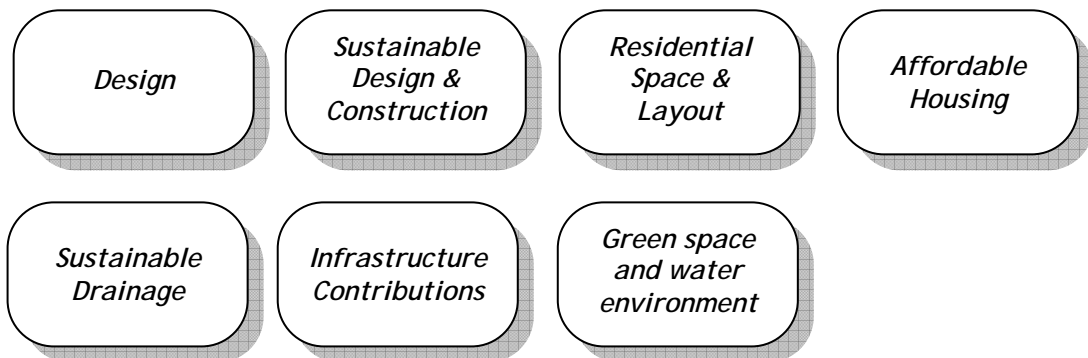 Design
Sustainable
Design &
Construction
Residential
Space &
Layout
Affordable
Housing
Sustainable
Drainage
Infrastructure
Contributions
Green space
and water
environment